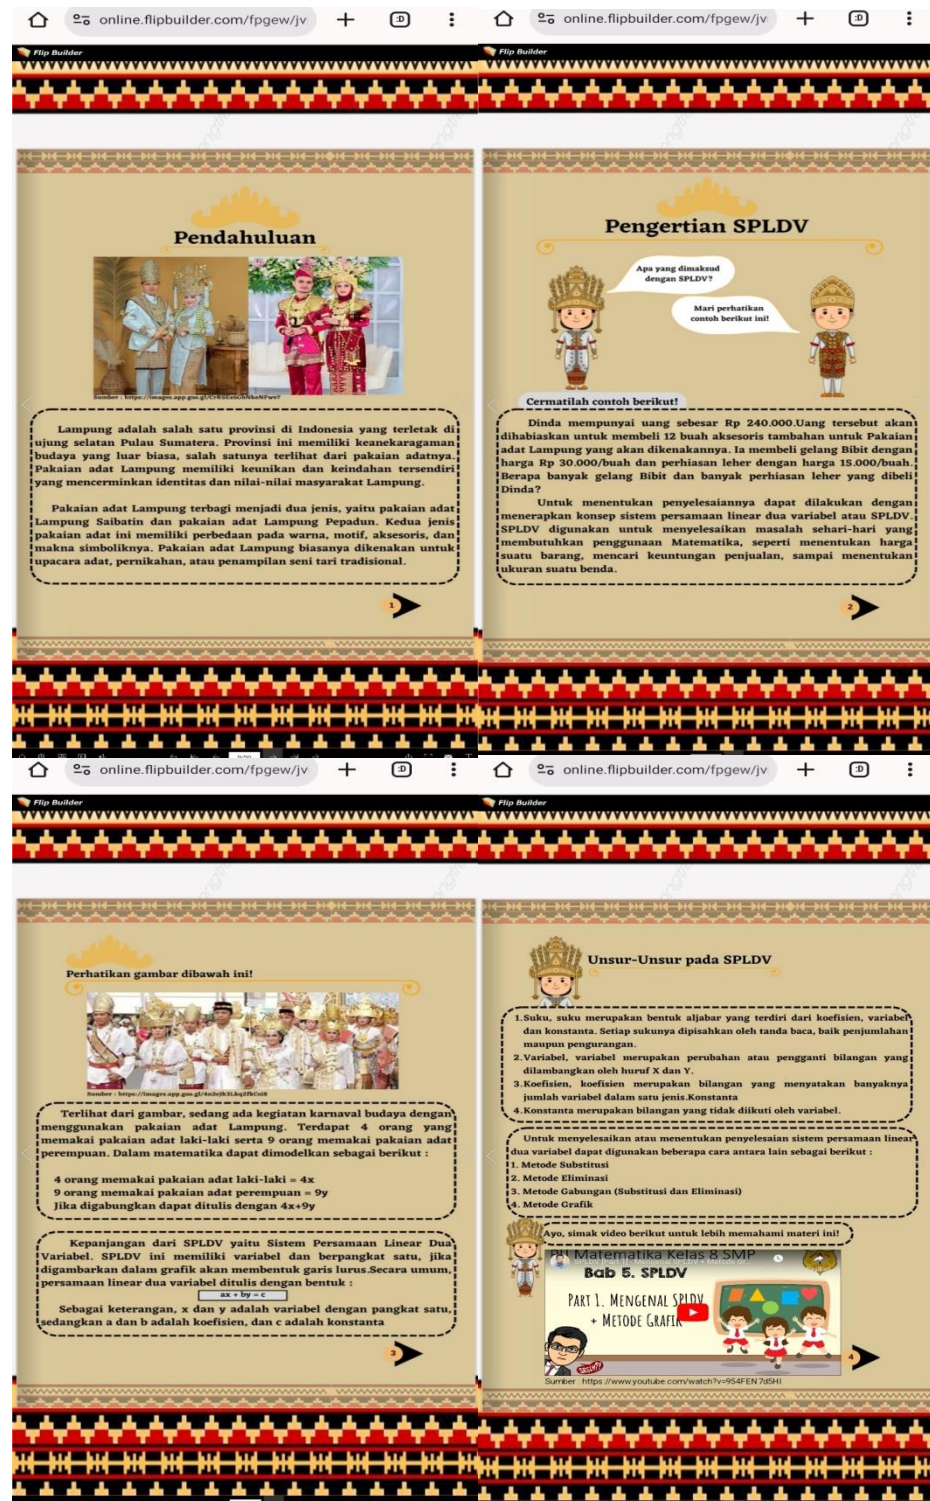 online.flipbuilder.com/fpgew/jv
Flip Builder
Pendahuluan
Lampung adalah salah satu provinsi di Indonesia yang terletak di
ujung selatan Pulau Sumatera. Provinsi ini memiliki keanekaragaman
budaya yang luar biasa, salah satunya terlihat dari pakaian adatnya.
Pakaian adat Lampung memiliki keunikan dan keindahan tersendiri
yang mencerminkan identitas dan nilai-nilai masyarakat Lampung.
Pakaian adat Lampung terbagi menjadi dua jenis, yaitu pakaian adat
Lampung Saibatin dan pakaian adat Lampung Pepadun. Kedua jenis
pakaian adat ini memiliki perbedaan pada warna, motif, aksesoris, dan
makna simboliknya. Pakaian adat Lampung biasanya dikenakan untuk
upacara adat, pernikahan, atau penampilan seni tari tradisional.
1
online.flipbuilder.com/fpgew/jv
Flip Builder
Pengertian SPLDV
Apa yang dimaksud
dengan SPLDV?
Mari perhatikan
contoh berikut ini!
Cermatilah contoh berikut!
Dinda mempunyai uang sebesar Rp 240.000.Uang tersebut akan
dihabiaskan untuk membeli 12 buah aksesoris tambahan untuk Pakaian
adat Lampung yang akan dikenakannya. Ia membeli gelang Bibit dengan
harga Rp 30.000/buah dan perhiasan leher dengan harga 15.000/buah.
Berapa banyak gelang Bibit dan banyak perhiasan leher yang dibeli
Dinda?
Untuk menentukan penyelesaiannya dapat dilakukan dengan
menerapkan konsep sistem persamaan linear dua variabel atau SPLDV.
SPLDV digunakan untuk menyelesaikan masalah sehari-hari yang
membutuhkan penggunaan Matematika, seperti menentukan harga
suatu barang, mencari keuntungan penjualan, sampai menentukan
ukuran suatu benda.
2
online.flipbuilder.com/fpgew/jv
Flip Builder
Perhatikan gambar dibawah ini!
Terlihat dari gambar, sedang ada kegiatan karnaval budaya dengan
menggunakan pakaian adat Lampung. Terdapat 4 orang yang
memakai pakaian adat laki-laki serta 9 orang memakai pakaian adat
perempuan. Dalam matematika dapat dimodelkan sebagai berikut :
4 orang memakai pakaian adat laki-laki = 4x
9 orang memakai pakaian adat perempuan = 9y
Jika digabungkan dapat ditulis dengan 4x+9y
Kepanjangan dari SPLDV yaitu Sistem Persamaan Linear Dua
Variabel. SPLDV ini memiliki variabel dan berpangkat satu, jika
digambarkan dalam grafik akan membentuk garis lurus.Secara umum,
persamaan linear dua variabel ditulis dengan bentuk :
ax + by = c
Sebagai keterangan, x dan y adalah variabel dengan pangkat satu,
sedangkan a dan b adalah koefisien, dan c adalah konstanta
3
online.flipbuilder.com/fpgew/jv
Flip Builder
Unsur-Unsur pada SPLDV
1.Suku, suku merupakan bentuk aljabar yang terdiri dari koefisien, variabel
dan konstanta. Setiap sukunya dipisahkan oleh tanda baca, baik penjumlahan
maupun pengurangan.
2.Variabel, variabel merupakan perubahan atau pengganti bilangan yang
dilambangkan oleh huruf X dan Y.
3.Koefisien, koefisien merupakan bilangan yang menyatakan banyaknya
jumlah variabel dalam satu jenis.Konstanta
4.Konstanta merupakan bilangan yang tidak diikuti oleh variabel.
Untuk menyelesaikan atau menentukan penyelesaian sistem persamaan linear
dua variabel dapat digunakan beberapa cara antara lain sebagai berikut :
1. Metode Substitusi
2. Metode Eliminasi
3. Metode Gabungan (Substitusi dan Eliminasi)
4. Metode Grafik
Ayo, simak video berikut untuk lebih memahami materi ini!
Matematika Kelas 8 SMP
Bab 5. SPLDV
PART 1. MENGENAL SPLDV
+ METODE GRAFIK
Sumber : https://www.youtube.com/watch?v=954FEN7d5HI
4